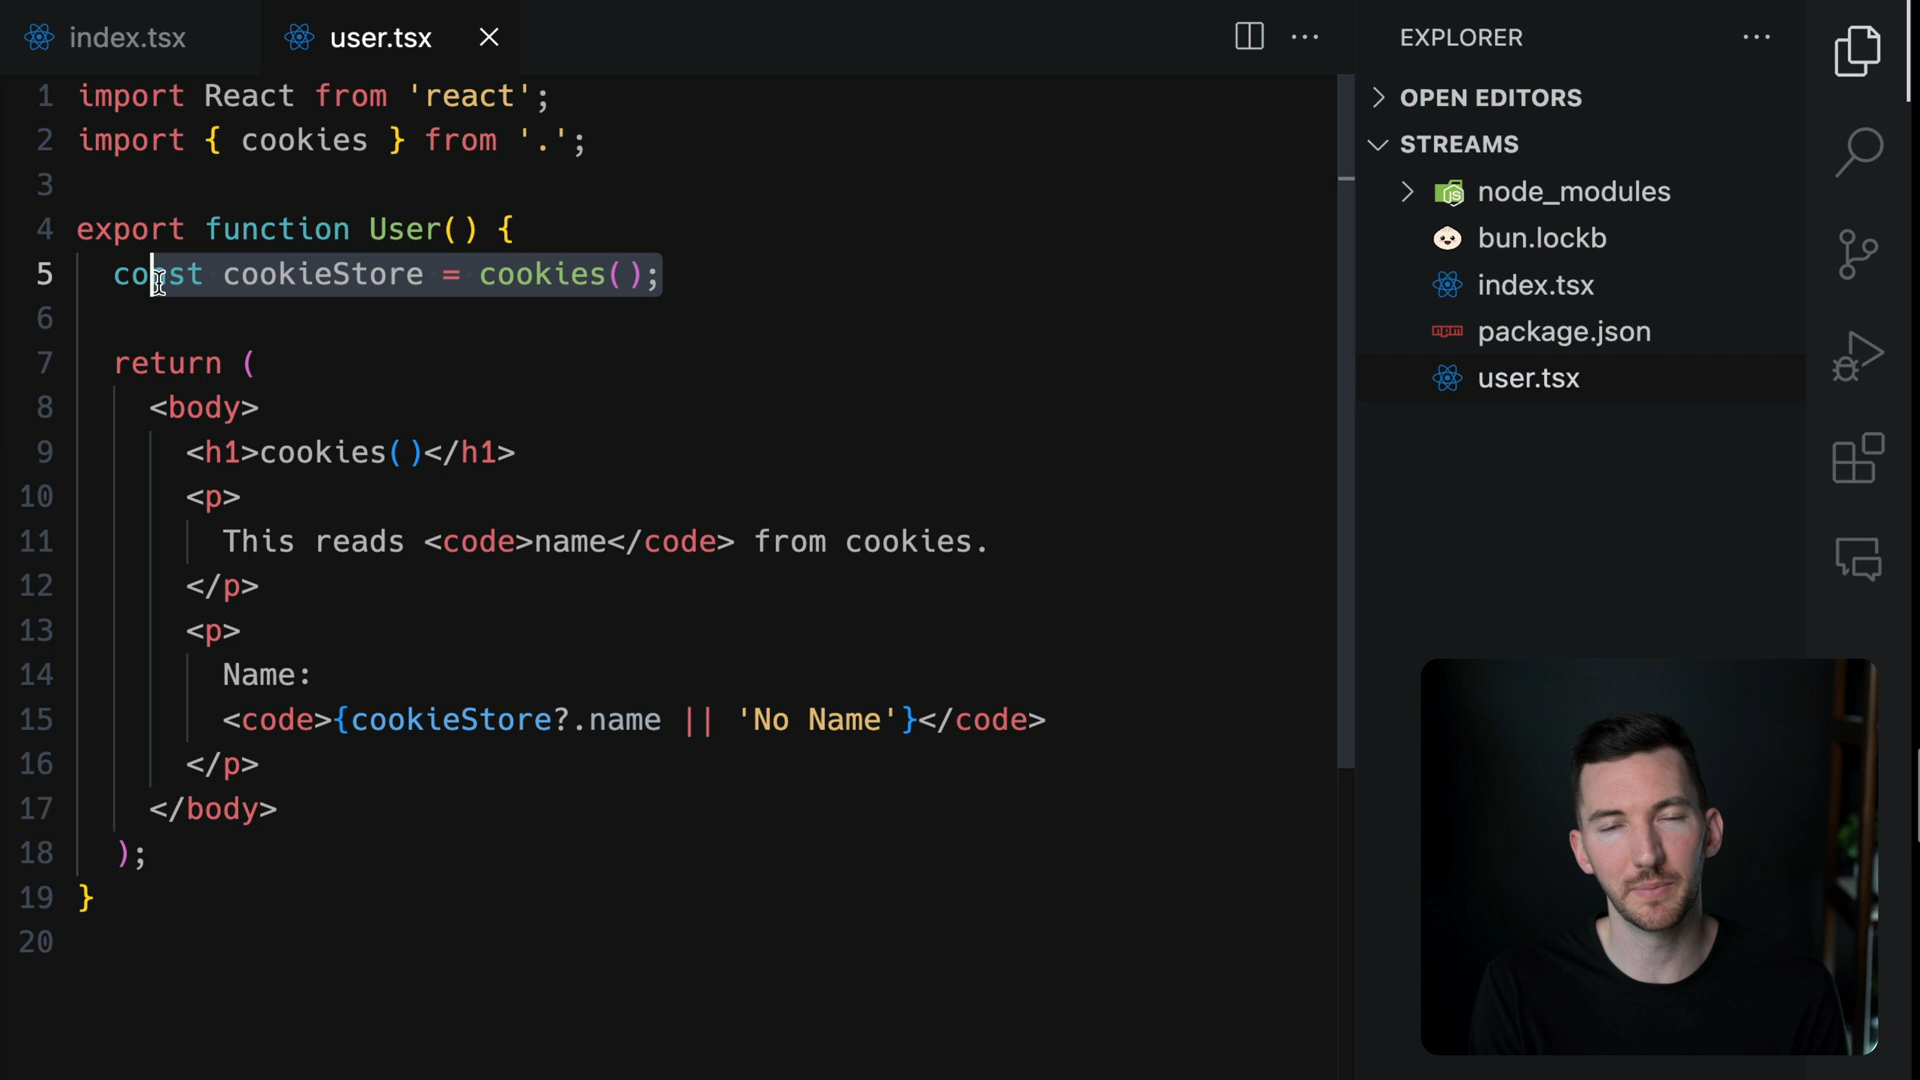 index.tsx
user.tsx
1 import React from 'react';
2 import { cookies } from '.';
3
4 export function User() {
5 const cookieStore = cookies();
6
7 return (
8 <body>
9 <h1>cookies()</h1>
10 <p>
11 This reads <code>name</code> from cookies.
12 </p>
13 <p>
14 Name:
15 <code>{cookieStore?.name || 'No Name'}</code>
16 </p>
17 </body>
18 );
19 }
20
EXPLORER
OPEN EDITORS
STREAMS
node_modules
bun.lockb
index.tsx
package.json
user.tsx